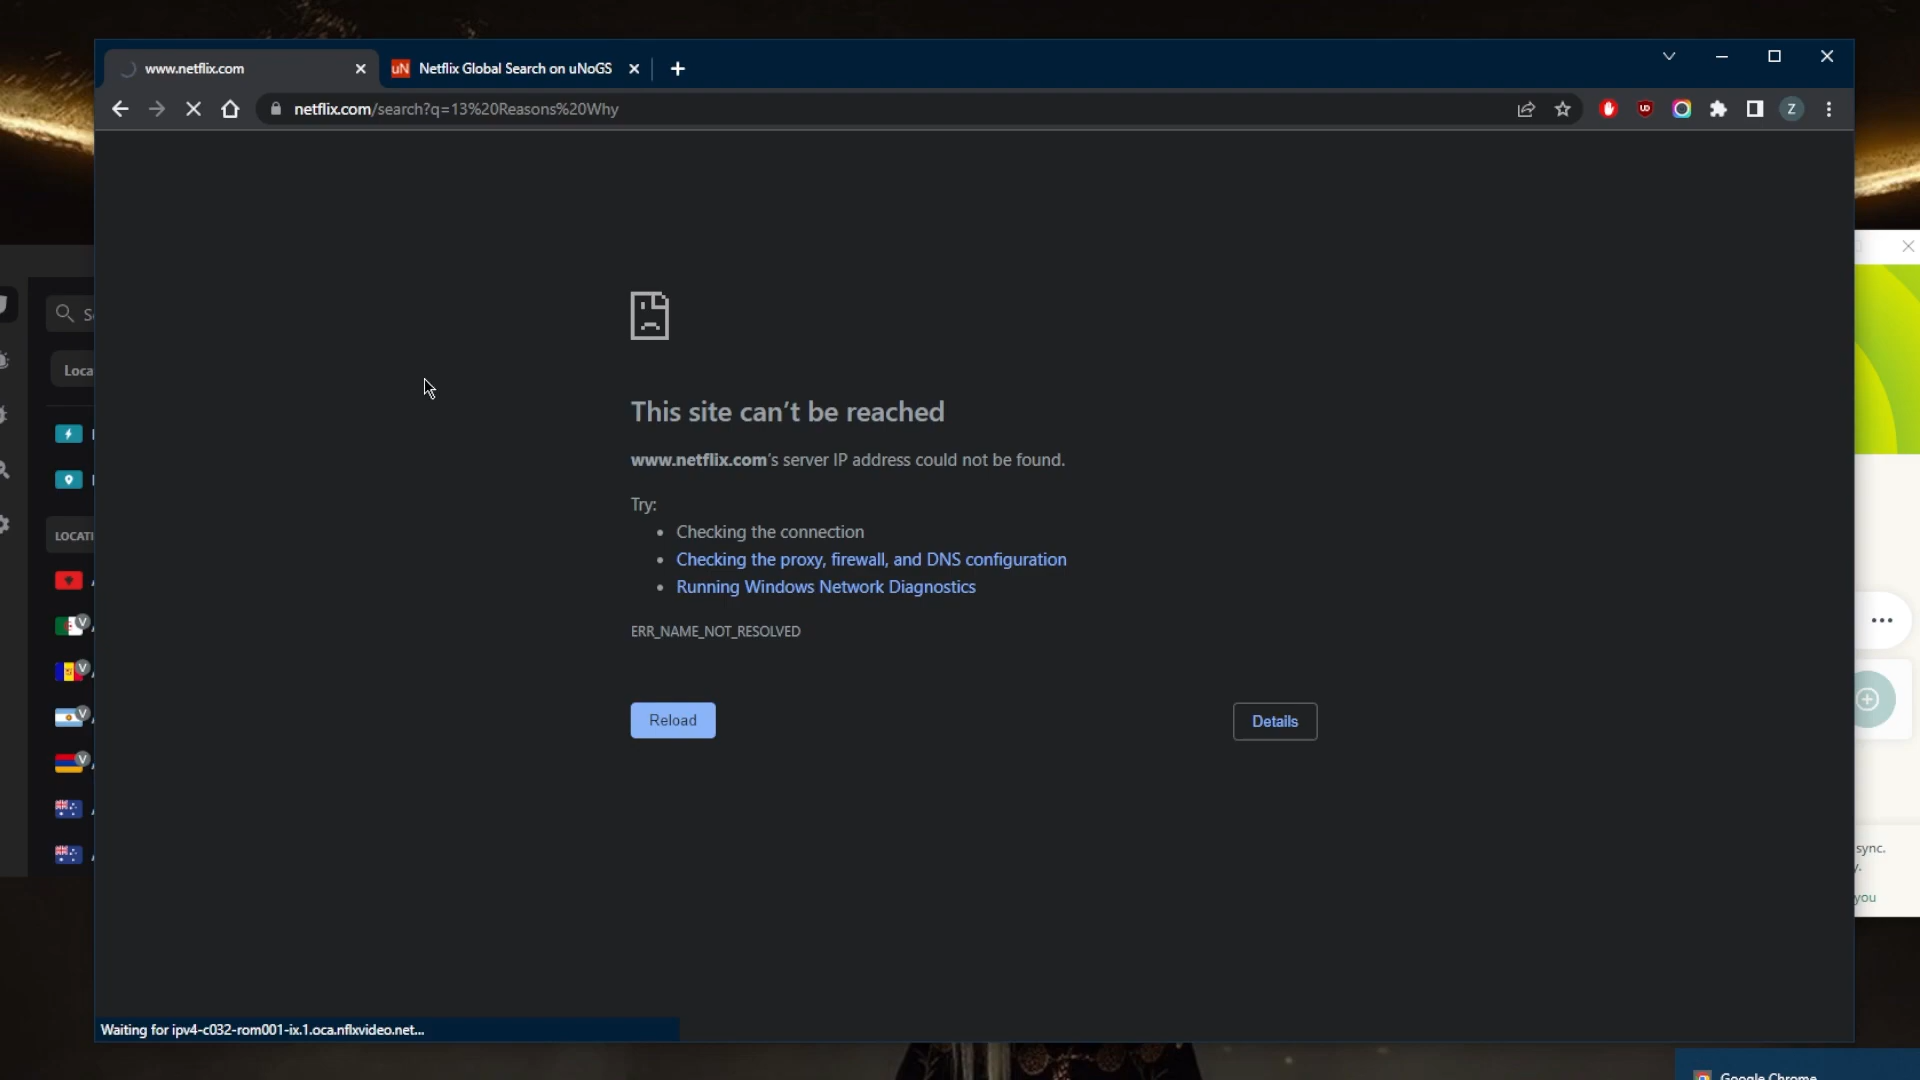 www.netflix.com
uN Netflix Global Search on uNoGS
netflix.com/search?q=13%20Reasons%20Why
UD
Z
Loca
LOCATI
V
V
V
V
This site can't be reached
www.netflix.com's server IP address could not be found.
Try:
Checking the connection
Checking the proxy, firewall, and DNS configuration
Running Windows Network Diagnostics
ERR_NAME_NOT_RESOLVED
Reload
Details
sync.
you
Waiting for ipv4-c032-rom001-ix.1.oca.nflxvideo.net...
Google Chrome